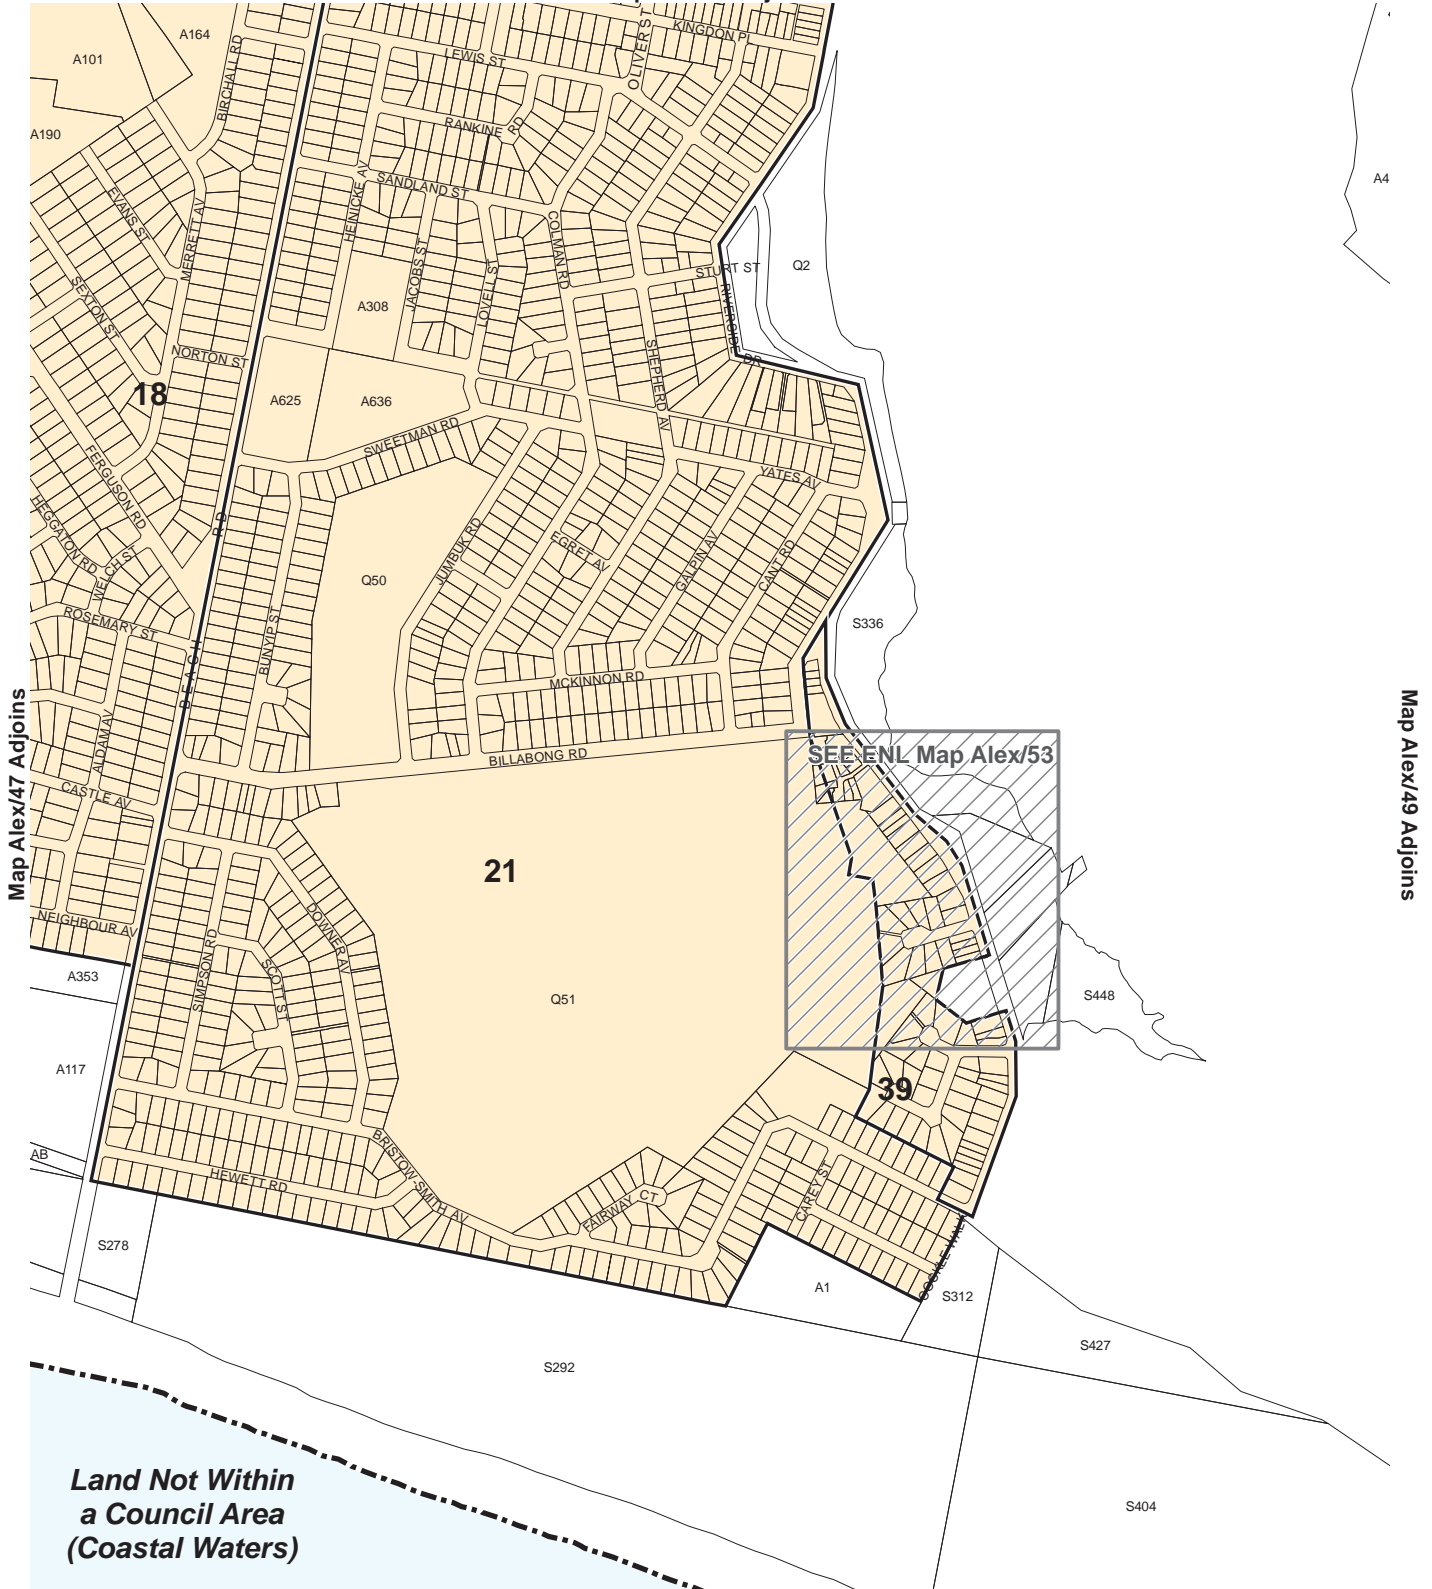 KINGDON PL
A164
OLIVER ST
LEWIS ST
A101
BIRCHALL RD
RANKINE RD
A190
SANDLAND ST
A4
HEINICKE AV
EVANS ST
MERRETT AV
COLMAN RD
JACOBS ST
LOVELL ST
STURT ST
Q2
SEXTON ST
A308
RIVERSIDE DR
NORTON ST
SHEPHERD AV
18
A625
A636
SWEETMAN RD
FERGUSON RD
YATES AV
HEGGATON RD
BEACH RD
JUMBUK RD
EGRET AV
GALPIN AV
CANT RD
WELCH S
Q50
ROSEMARY ST
BUNYIP ST
S336
MCKINNON RD
Map Alex/47 Adjoins
Map Alex/49 Adjoins
ALDAM AV
BILLABONG RD
SEE ENL Map Alex/53
CASTLE AV
21
NEIGHBOUR AV
DOWNER AV
SIMPSON RD
SCOTT ST
A353
Q51
S448
A117
39
AB
BRISTOW-SMITH AV
HEWETT RD
FAIRWAY CT
CAREY ST
COCKLE WALK
S278
A1
S312
S427
S292
Land Not Within
a Council Area
(Coastal Waters)
S404